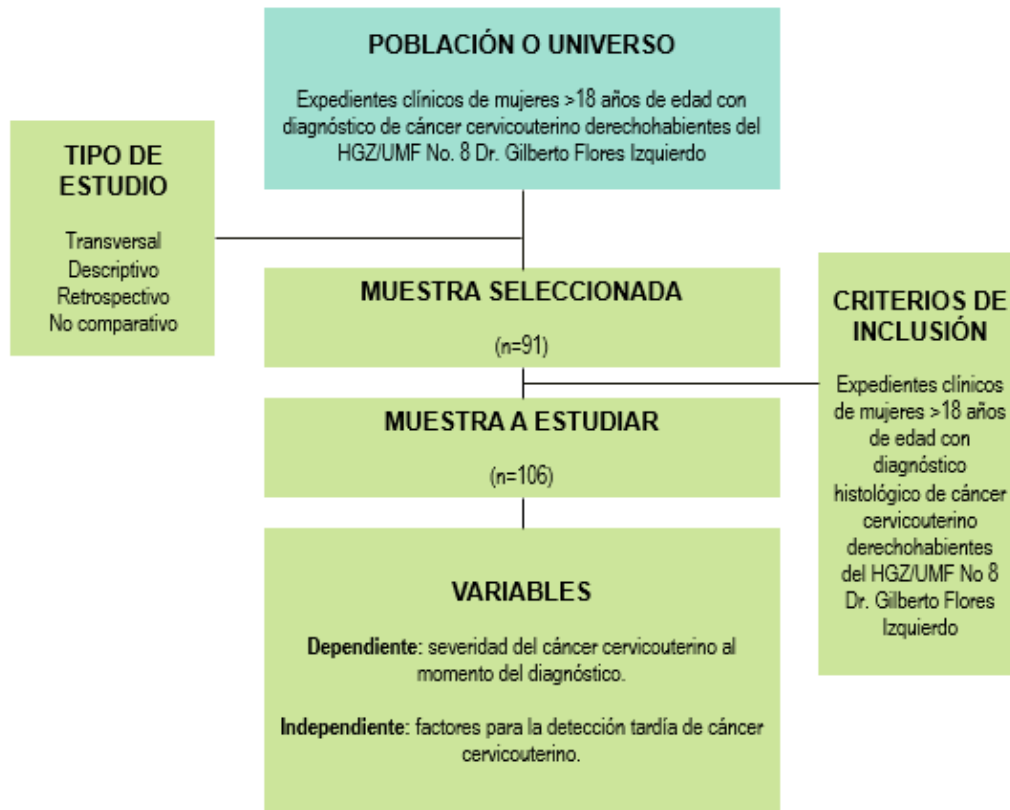 POBLACIÓN O UNIVERSO
Expedientes clínicos de mujeres >18 años de edad con
diagnóstico de cáncer cervicouterino derechohabientes del
HGZ/UMF No. 8 Dr. Gilberto Flores Izquierdo
TIPO DE
ESTUDIO
Transversal
Descriptivo
Retrospectivo
No comparativo
MUESTRA SELECCIONADA
(n=91)
CRITERIOS DE
INCLUSIÓN
Expedientes clínicos
de mujeres >18 años
de edad con
diagnóstico
histológico de cáncer
cervicouterino
derechohabientes
del HGZ/UMF No 8
Dr. Gilberto Flores
Izquierdo
MUESTRA A ESTUDIAR
(n=106)
VARIABLES
Dependiente: severidad del cáncer cervicouterino al
momento del diagnóstico.
Independiente: factores para la detección tardía de cáncer
cervicouterino.